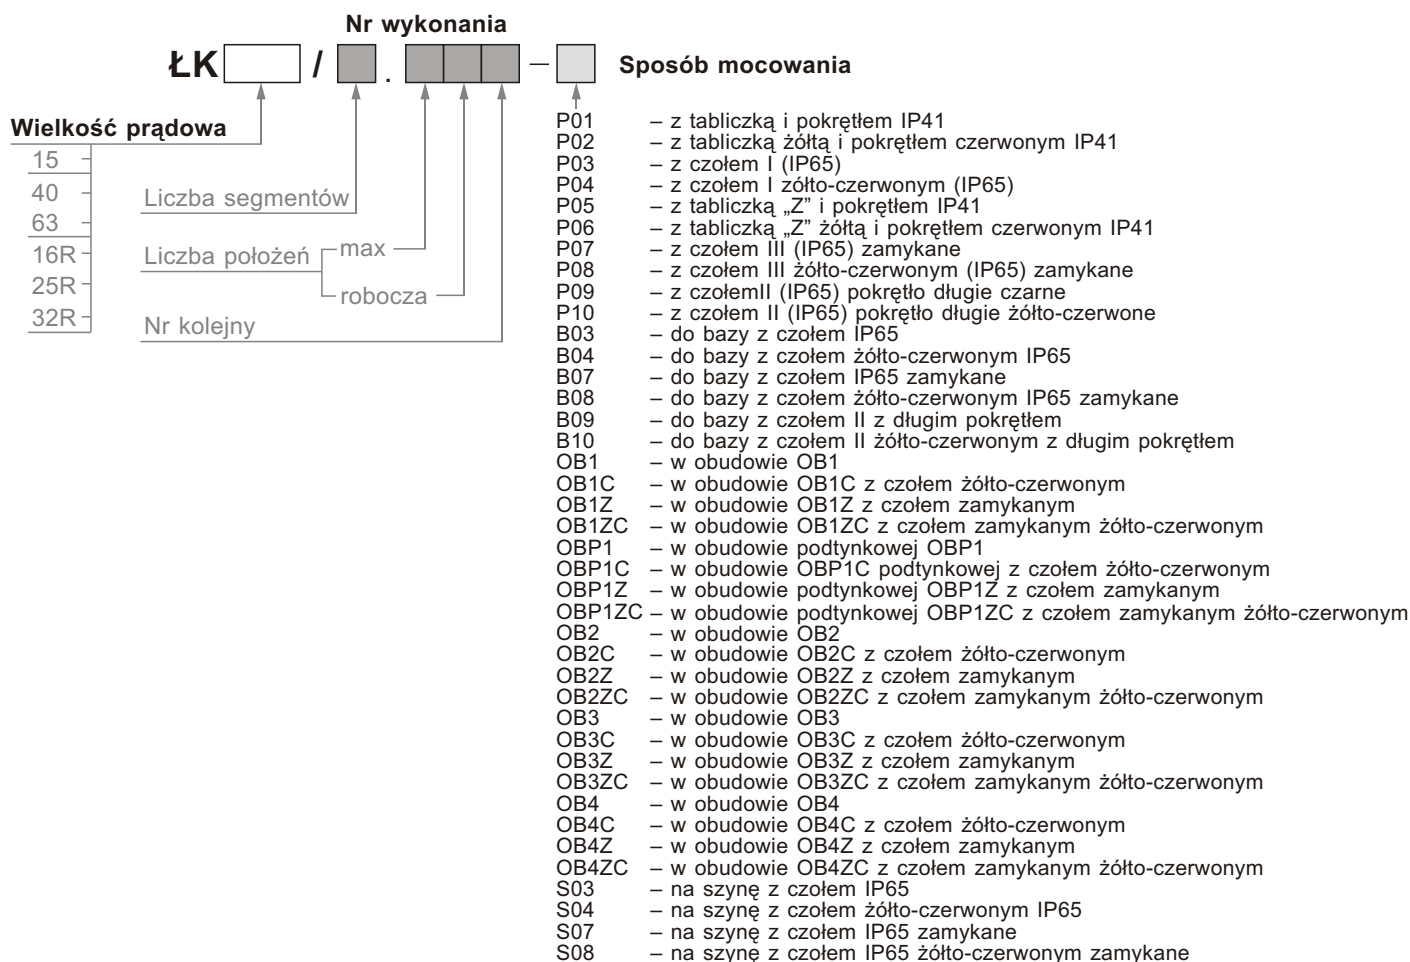 Nr wykonania
ŁK / . – Sposób mocowania
Wielkość prądowa
15
40
63
16R
25R
32R
Liczba segmentów
Liczba położeń max
robocza
Nr kolejny
P01 – z tabliczką i pokrętłem IP41
P02 – z tabliczką żółtą i pokrętłem czerwonym IP41
P03 – z czołem I (IP65)
P04 – z czołem I zółto-czerwonym (IP65)
P05 – z tabliczką „Z” i pokrętłem IP41
P06 – z tabliczką „Z” żółtą i pokrętłem czerwonym IP41
P07 – z czołem III (IP65) zamykane
P08 – z czołem III żółto-czerwonym (IP65) zamykane
P09 – z czołemII (IP65) pokrętło długie czarne
P10 – z czołem II (IP65) pokrętło długie żółto-czerwone
B03 – do bazy z czołem IP65
B04 – do bazy z czołem żółto-czerwonym IP65
B07 – do bazy z czołem IP65 zamykane
B08 – do bazy z czołem żółto-czerwonym IP65 zamykane
B09 – do bazy z czołem II z długim pokrętłem
B10 – do bazy z czołem II żółto-czerwonym z długim pokrętłem
OB1 – w obudowie OB1
OB1C – w obudowie OB1C z czołem żółto-czerwonym
OB1Z – w obudowie OB1Z z czołem zamykanym
OB1ZC – w obudowie OB1ZC z czołem zamykanym żółto-czerwonym
OBP1 – w obudowie podtynkowej OBP1
OBP1C – w obudowie OBP1C podtynkowej z czołem żółto-czerwonym
OBP1Z – w obudowie podtynkowej OBP1Z z czołem zamykanym
OBP1ZC – w obudowie podtynkowej OBP1ZC z czołem zamykanym żółto-czerwonym
OB2 – w obudowie OB2
OB2C – w obudowie OB2C z czołem żółto-czerwonym
OB2Z – w obudowie OB2Z z czołem zamykanym
OB2ZC – w obudowie OB2ZC z czołem zamykanym żółto-czerwonym
OB3 – w obudowie OB3
OB3C – w obudowie OB3C z czołem żółto-czerwonym
OB3Z – w obudowie OB3Z z czołem zamykanym
OB3ZC – w obudowie OB3ZC z czołem zamykanym żółto-czerwonym
OB4 – w obudowie OB4
OB4C – w obudowie OB4C z czołem żółto-czerwonym
OB4Z – w obudowie OB4Z z czołem zamykanym
OB4ZC – w obudowie OB4ZC z czołem zamykanym żółto-czerwonym
S03 – na szynę z czołem IP65
S04 – na szynę z czołem żółto-czerwonym IP65
S07 – na szynę z czołem IP65 zamykane
S08 – na szynę z czołem IP65 żółto-czerwonym zamykane